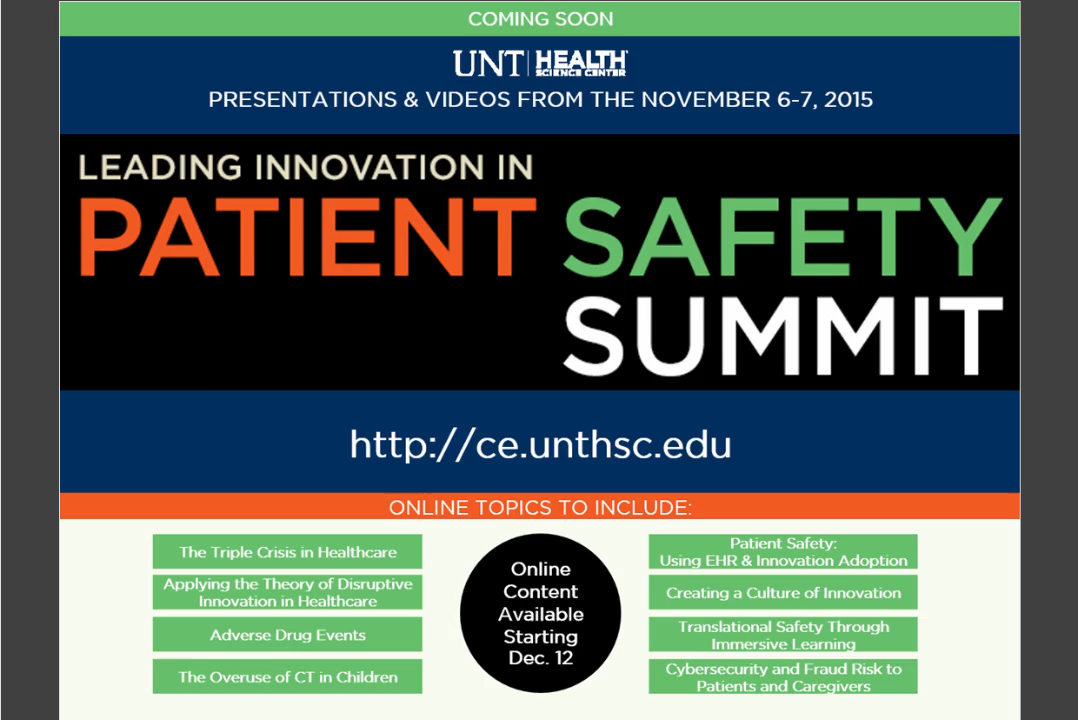 COMING SOON
UNT HEALTH
SCIENCE CENTER
PRESENTATIONS & VIDEOS FROM THE NOVEMBER 6-7, 2015
LEADING INNOVATION IN
PATIENT SAFETY
SUMMIT
http://ce.unthsc.edu
ONLINE TOPICS TO INCLUDE:
The Triple Crisis in Healthcare
Applying the Theory of Disruptive
Innovation in Healthcare
Adverse Drug Events
The Overuse of CT in Children
Online
Content
Available
Starting
Dec. 12
Patient Safety:
Using EHR & Innovation Adoption
Creating a Culture of Innovation
Translational Safety Through
Immersive Learning
Cybersecurity and Fraud Risk to
Patients and Caregivers